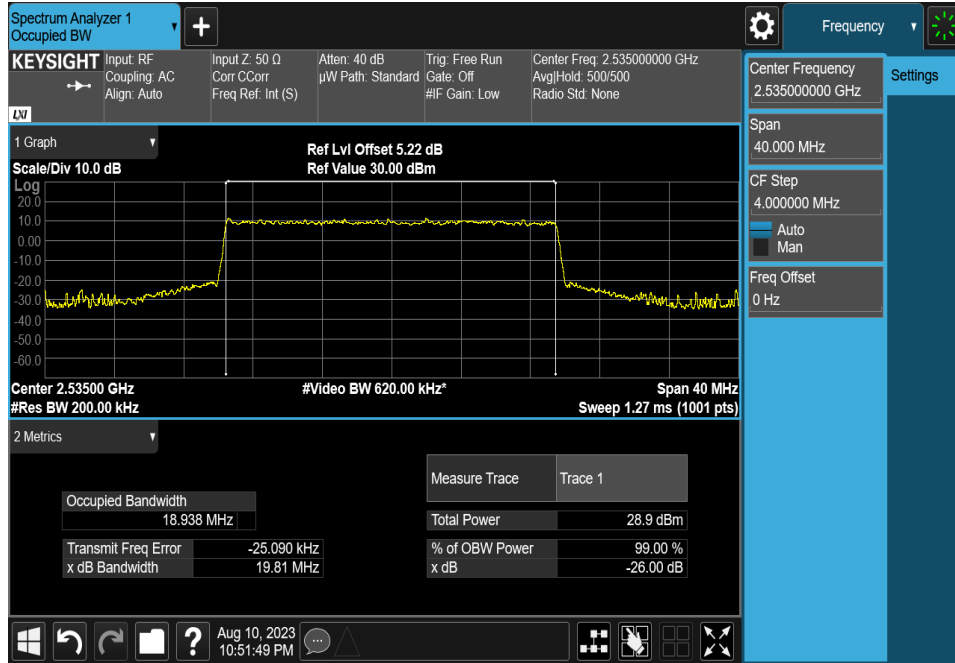 Spectrum Analyzer 1
Occupied BW
Frequency
KEYSIGHT
LXI
Input: RF
Coupling: AC
Align: Auto
Input Z: 50 Ω
Corr CCorr
Freq Ref: Int (S)
Atten: 40 dB
µW Path: Standard
Trig: Free Run
Gate: Off
#IF Gain: Low
Center Freq: 2.535000000 GHz
Avg|Hold: 500/500
Radio Std: None
Center Frequency
2.535000000 GHz
Settings
Span
40.000 MHz
CF Step
4.000000 MHz
Auto
Man
Freq Offset
0 Hz
1 Graph
Scale/Div 10.0 dB
Ref Lvl Offset 5.22 dB
Ref Value 30.00 dBm
Log
20.0
10.0
0.00
-10.0
-20.0
-30.0
-40.0
-50.0
-60.0
Center 2.53500 GHz
#Video BW 620.00 kHz*
Span 40 MHz
#Res BW 200.00 kHz
Sweep 1.27 ms (1001 pts)
2 Metrics
Measure Trace
Trace 1
Occupied Bandwidth
18.938 MHz
Total Power
28.9 dBm
Transmit Freq Error
-25.090 kHz
% of OBW Power
99.00 %
x dB Bandwidth
19.81 MHz
x dB
-26.00 dB
?
Aug 10, 2023
10:51:49 PM